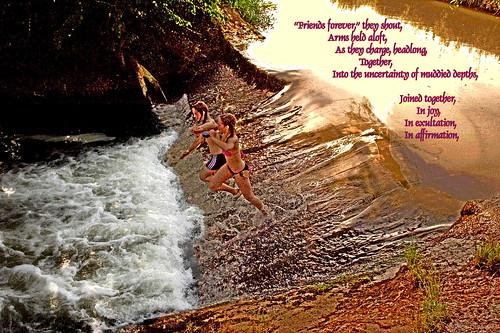 "Friends forever," they shout,
Arms held aloft,
As they charge, headlong,
Together,
Into the uncertainty of muddied depths,
Joined together,
In joy,
In exultation,
In affirmation,